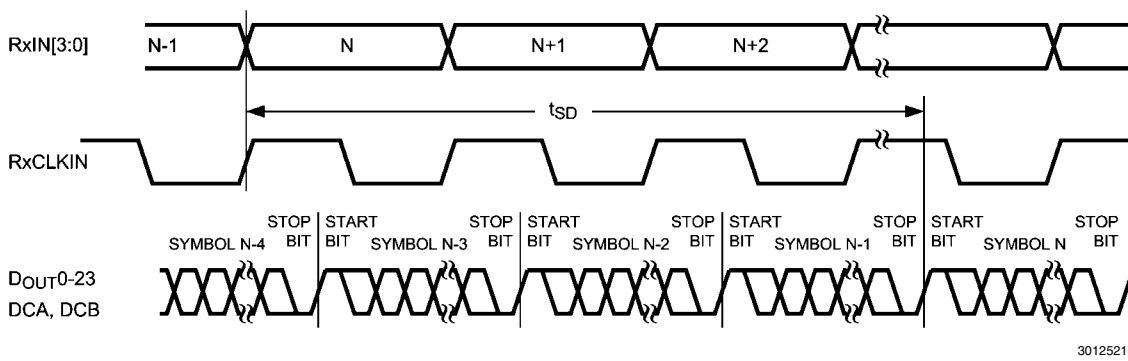 RxIN[3:0] N-1 N N+1 N+2
tSD
RxCLKIN
STOP BIT START BIT STOP BIT START BIT STOP BIT START BIT STOP BIT START BIT STOP BIT
SYMBOL N-4 SYMBOL N-3 SYMBOL N-2 SYMBOL N-1 SYMBOL N
DOUT0-23
DCA, DCB
3012521